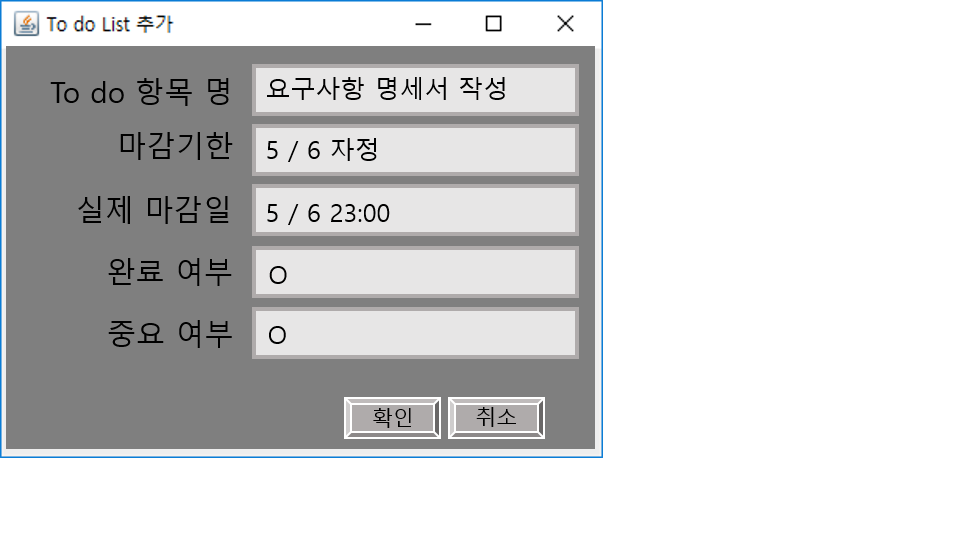 To do List 추가
To do 항목 명 요구사항 명세서 작성
마감기한 5 / 6 자정
실제 마감일 5 / 6 23:00
완료 여부 O
중요 여부 O
확인 취소